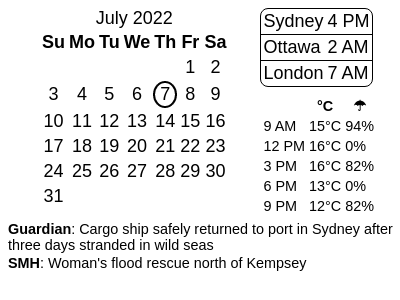 July 2022
Su Mo Tu We Th Fr Sa
1 2
3 4 5 6 7 8 9
10 11 12 13 14 15 16
17 18 19 20 21 22 23
24 25 26 27 28 29 30
31
Sydney 4 PM
Ottawa 2 AM
London 7 AM
°C ☂
9 AM 15°C 94%
12 PM 16°C 0%
3 PM 16°C 82%
6 PM 13°C 0%
9 PM 12°C 82%
Guardian: Cargo ship safely returned to port in Sydney after
three days stranded in wild seas
SMH: Woman's flood rescue north of Kempsey